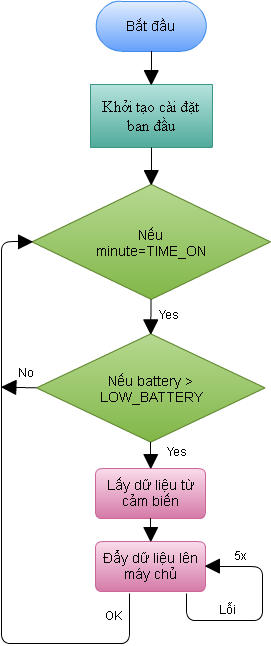 Bắt đầu
Khởi tạo cài đặt
ban đầu
Nếu
minute=TIME_ON
Yes
Nếu battery >
LOW_BATTERY
No
Yes
Lấy dữ liệu từ
cảm biến
Đẩy dữ liệu lên
máy chủ
5x
OK
Lỗi